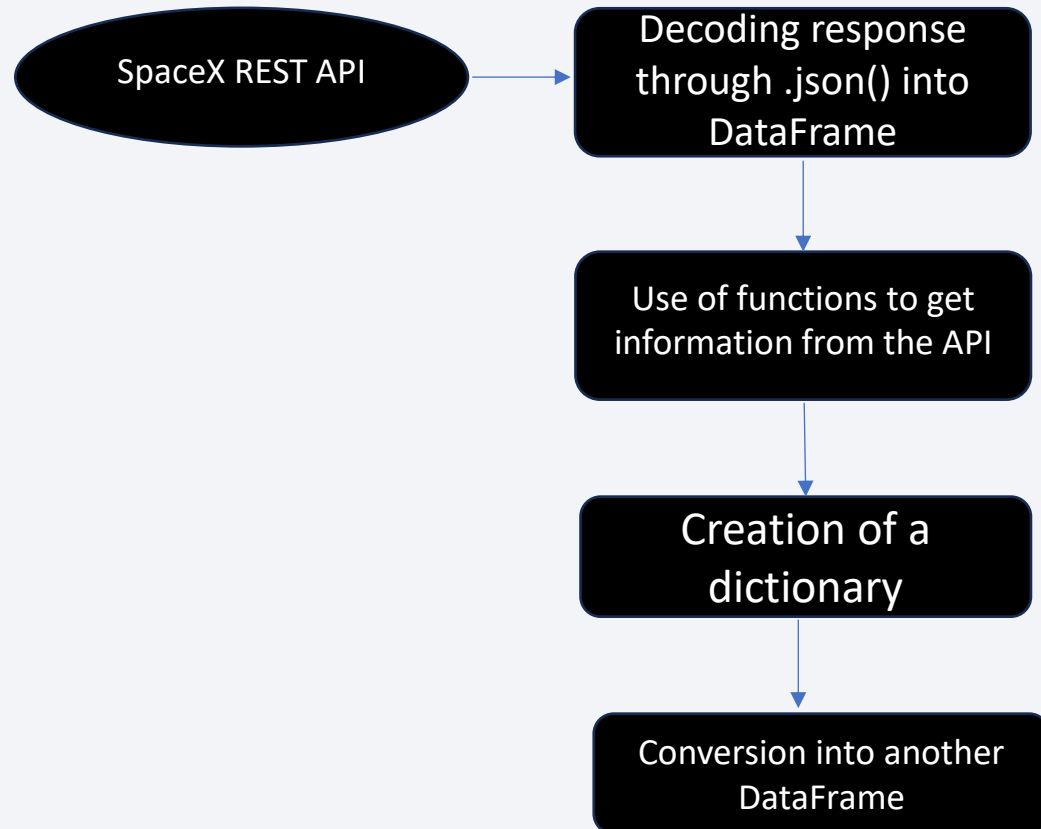 SpaceX REST API
Decoding response
through .json() into
DataFrame
Use of functions to get
information from the API
Creation of a
dictionary
Conversion into another
DataFrame